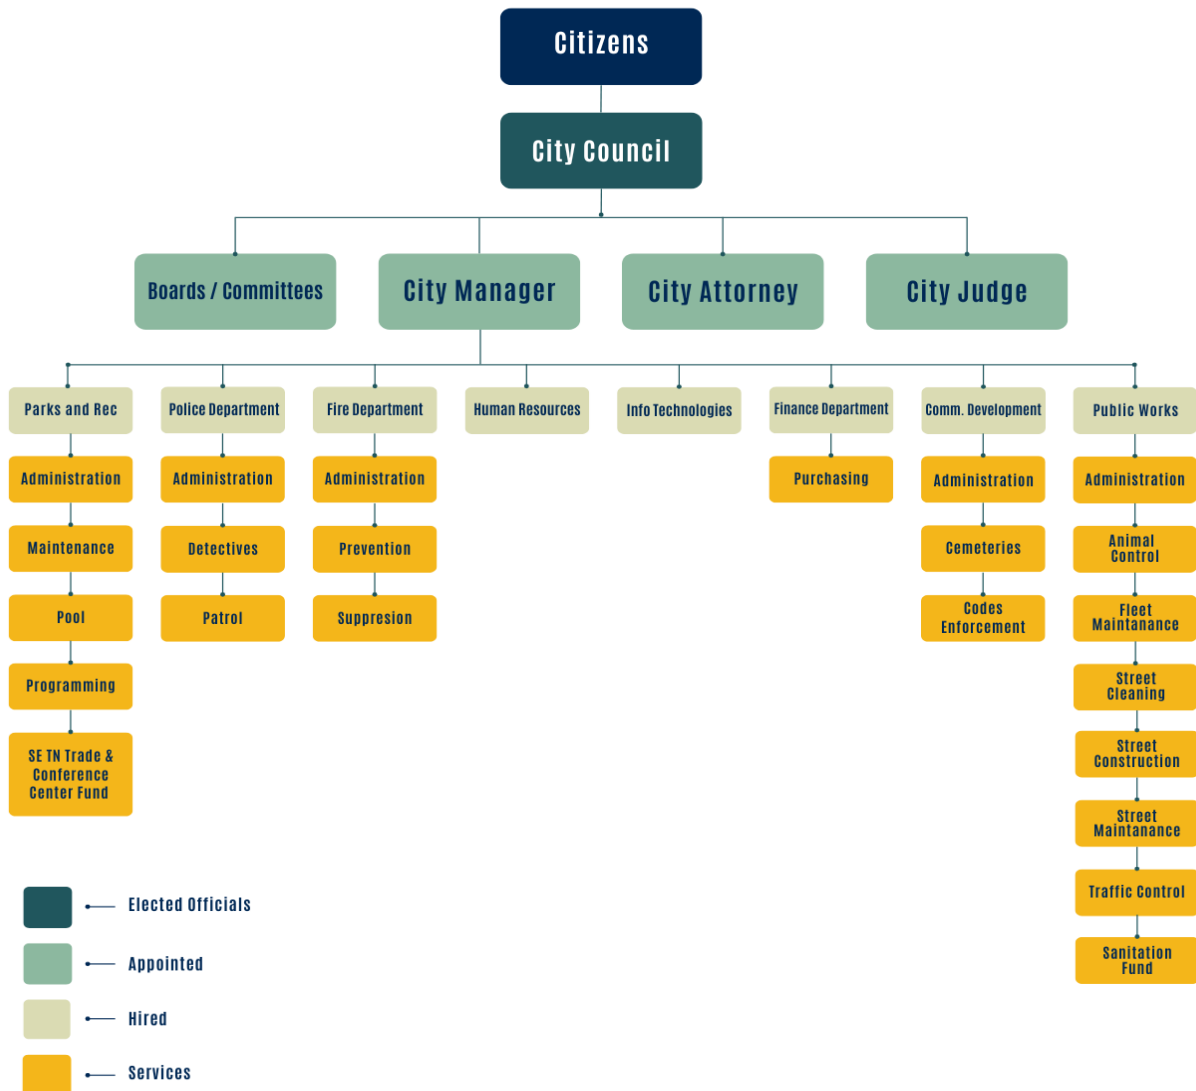 Citizens
City Council
Boards / Committees
City Manager
City Attorney
City Judge
Parks and Rec
Police Department
Fire Department
Human Resources
Info Technologies
Finance Department
Comm. Development
Public Works
Administration
Maintenance
Pool
Programming
SE TN Trade &
Conference
Center Fund
Administration
Detectives
Patrol
Administration
Prevention
Suppresion
Purchasing
Administration
Cemeteries
Codes
Enforcement
Administration
Animal
Control
Fleet
Maintanance
Street
Cleaning
Street
Construction
Street
Maintanance
Traffic Control
Sanitation
Fund
Elected Officials
Appointed
Hired
Services